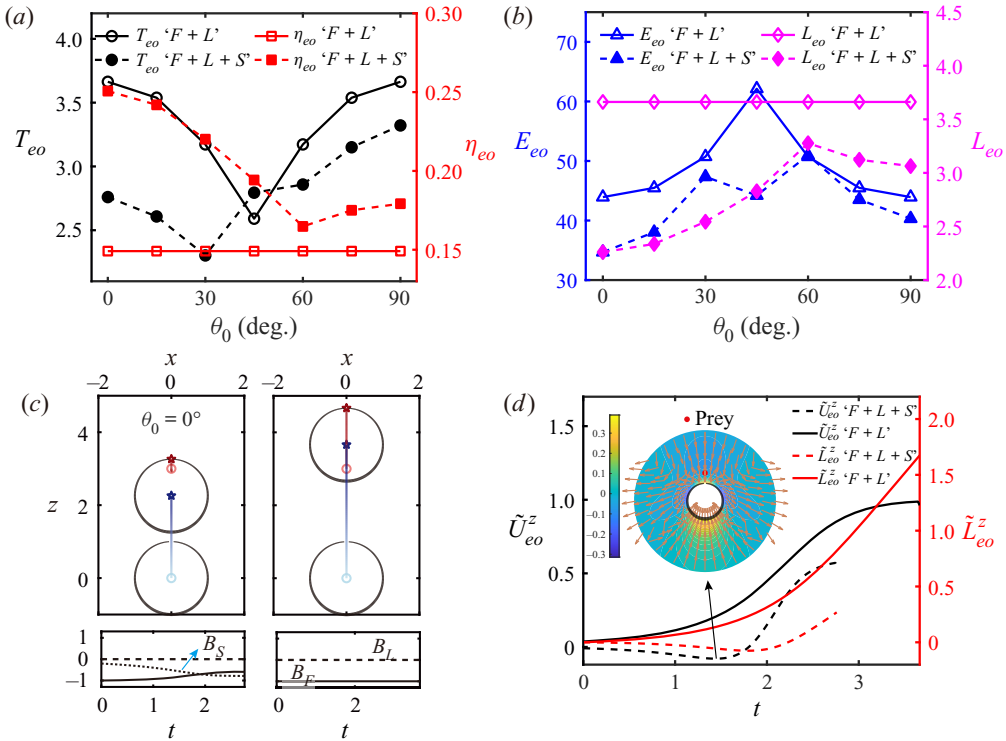 (a)
4.0
3.5
3.0
2.5
T_eo
T_eo 'F + L'
T_eo 'F + L + S'
η_eo 'F + L'
η_eo 'F + L + S'
0.30
0.25
0.20
0.15
η_eo
0 30 60 90
θ_0 (deg.)
(b)
75
60
50
40
30
E_eo
E_eo 'F + L'
E_eo 'F + L + S'
L_eo 'F + L'
L_eo 'F + L + S'
4.5
4.0
3.5
3.0
2.5
2.0
L_eo
0 30 60 90
θ_0 (deg.)
(c)
x
−2 0 2
x
−2 0 2
θ_0 = 0°
4
2
0
z
1
0
−1
B_S
0 1 2
t
B_L
B_F
0 1 2 3
t
(d)
1.5
1.0
0.5
0
Ũ^z_eo
0.3
0.2
0.1
0
−0.1
−0.2
−0.3
Prey
Ũ^z_eo 'F + L + S'
Ũ^z_eo 'F + L'
L̃^z_eo 'F + L + S'
L̃^z_eo 'F + L'
2.0
1.5
1.0
0.5
0
L̃^z_eo
0 1 2 3
t